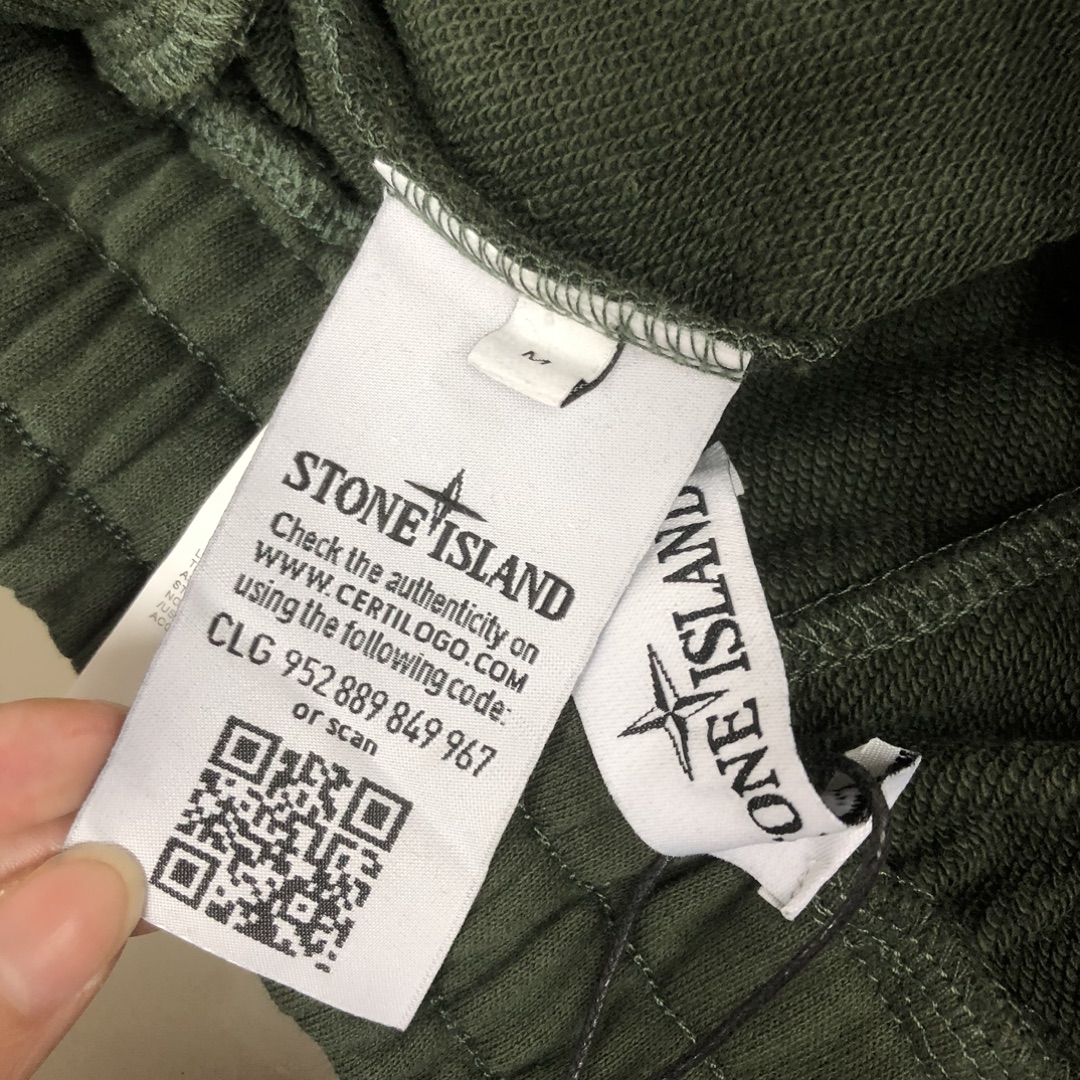 M
STONE ISLAND
Check the authenticity on
WWW.CERTILOGO.COM
using the following code:
CLG 952 889 849 967
or scan
ONE ISLAND